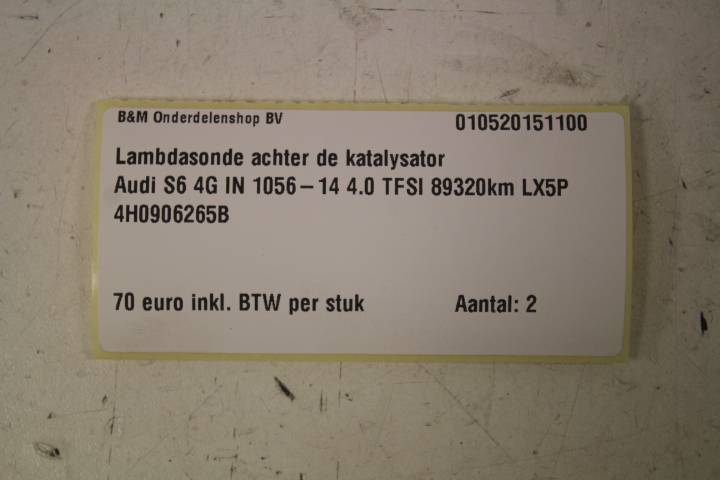 B&M Onderdelenshop BV 010520151100
Lambdasonde achter de katalysator
Audi S6 4G IN 1056-14 4.0 TFSI 89320km LX5P
4H0906265B
70 euro inkl. BTW per stuk Aantal: 2